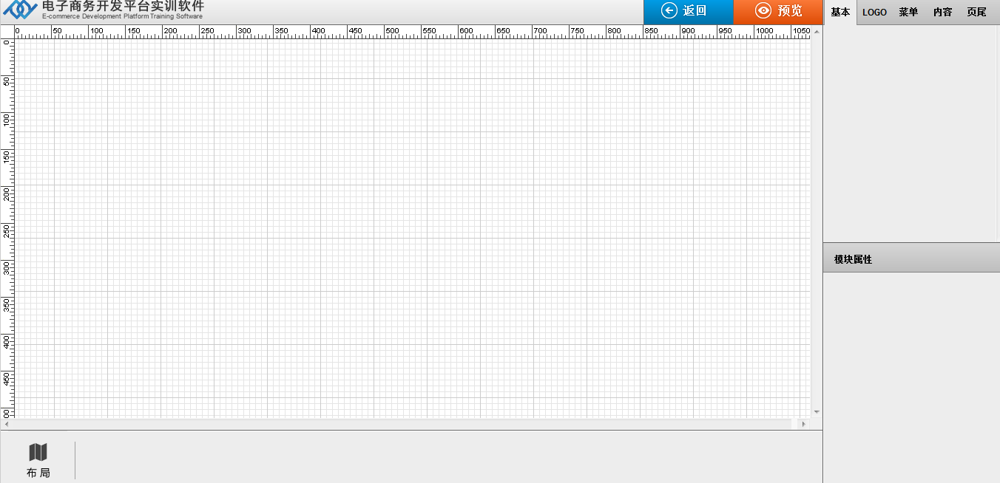 电子商务开发平台实训软件
E-commerce Development Platform Training Software
返回 预览 基本 LOGO 菜单 内容 页尾
0 50 100 150 200 250 300 350 400 450 500 550 600 650 700 750 800 850 900 950 1000 1050
0
50
100
150
200
250
300
350
400
450
00
模块属性
布局